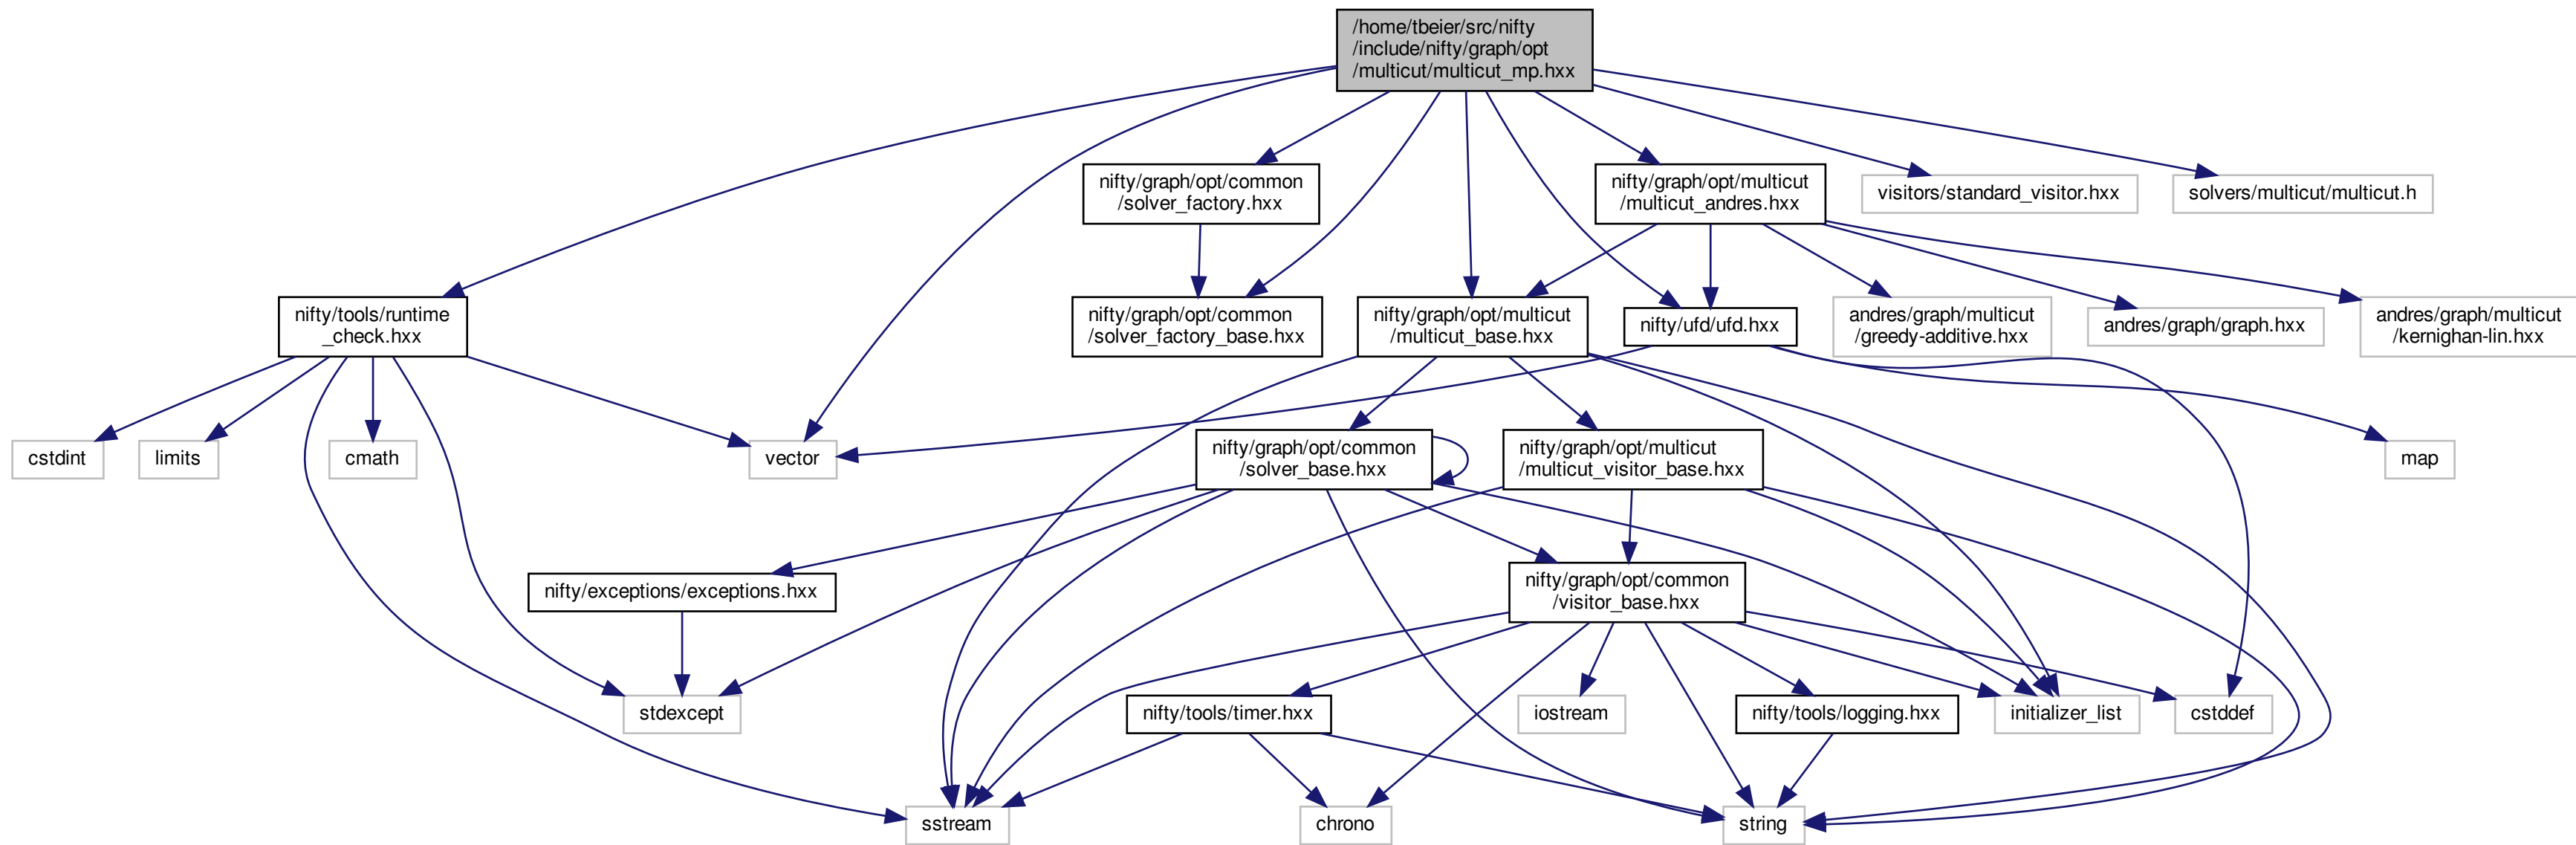 /home/tbeier/src/nifty
/include/nifty/graph/opt
/multicut/multicut_mp.hxx
nifty/graph/opt/common
/solver_factory.hxx
nifty/graph/opt/multicut
/multicut_andres.hxx
visitors/standard_visitor.hxx
solvers/multicut/multicut.h
nifty/tools/runtime
_check.hxx
nifty/graph/opt/common
/solver_factory_base.hxx
nifty/graph/opt/multicut
/multicut_base.hxx
nifty/ufd/ufd.hxx
andres/graph/multicut
/greedy-additive.hxx
andres/graph/graph.hxx
andres/graph/multicut
/kernighan-lin.hxx
cstdint
limits
cmath
vector
nifty/graph/opt/common
/solver_base.hxx
nifty/graph/opt/multicut
/multicut_visitor_base.hxx
map
nifty/exceptions/exceptions.hxx
nifty/graph/opt/common
/visitor_base.hxx
stdexcept
nifty/tools/timer.hxx
iostream
nifty/tools/logging.hxx
initializer_list
cstddef
sstream
chrono
string